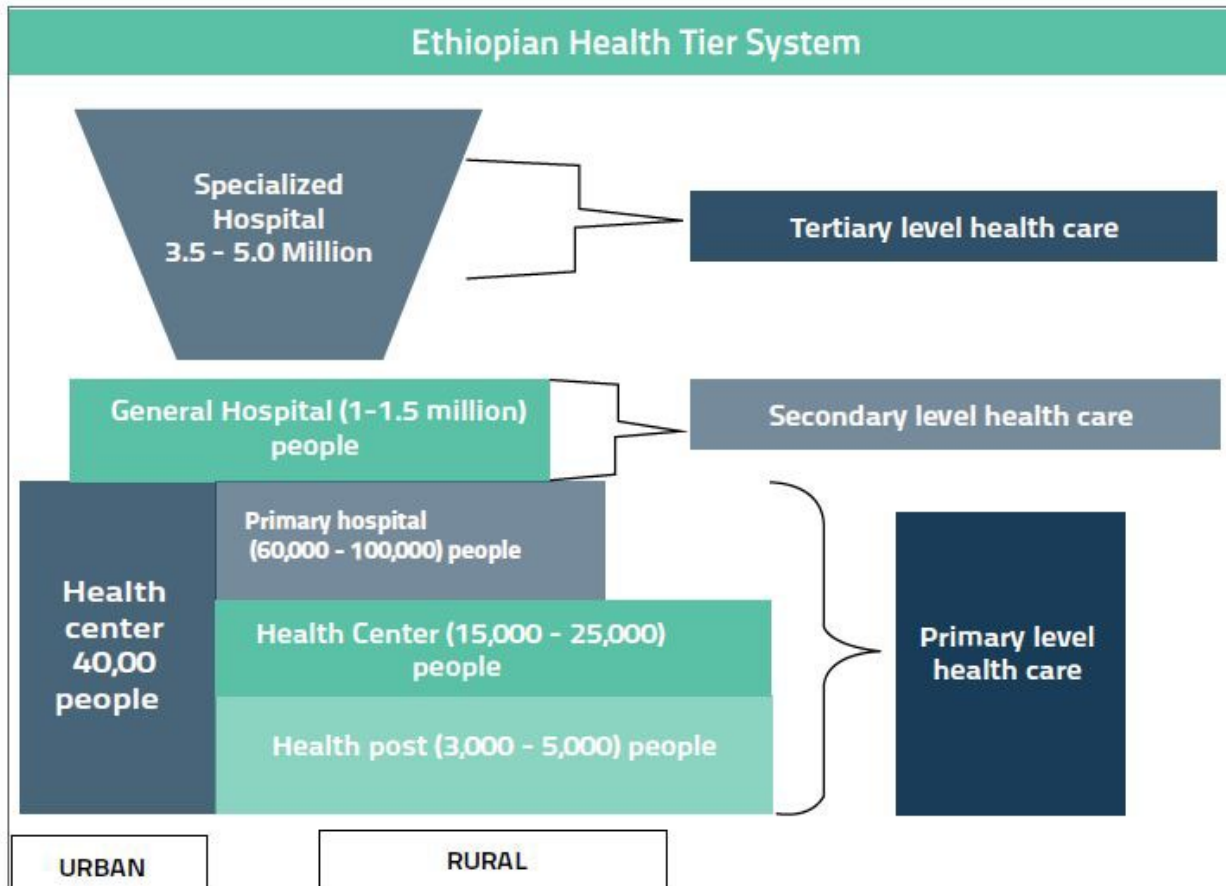 Ethiopian Health Tier System
Specialized
Hospital
3.5 - 5.0 Million
Tertiary level health care
General Hospital (1-1.5 million)
people
Secondary level health care
Primary hospital
(60,000 - 100,000) people
Health
center
40,00
people
Health Center (15,000 - 25,000)
people
Primary level
health care
Health post (3,000 - 5,000) people
URBAN
RURAL